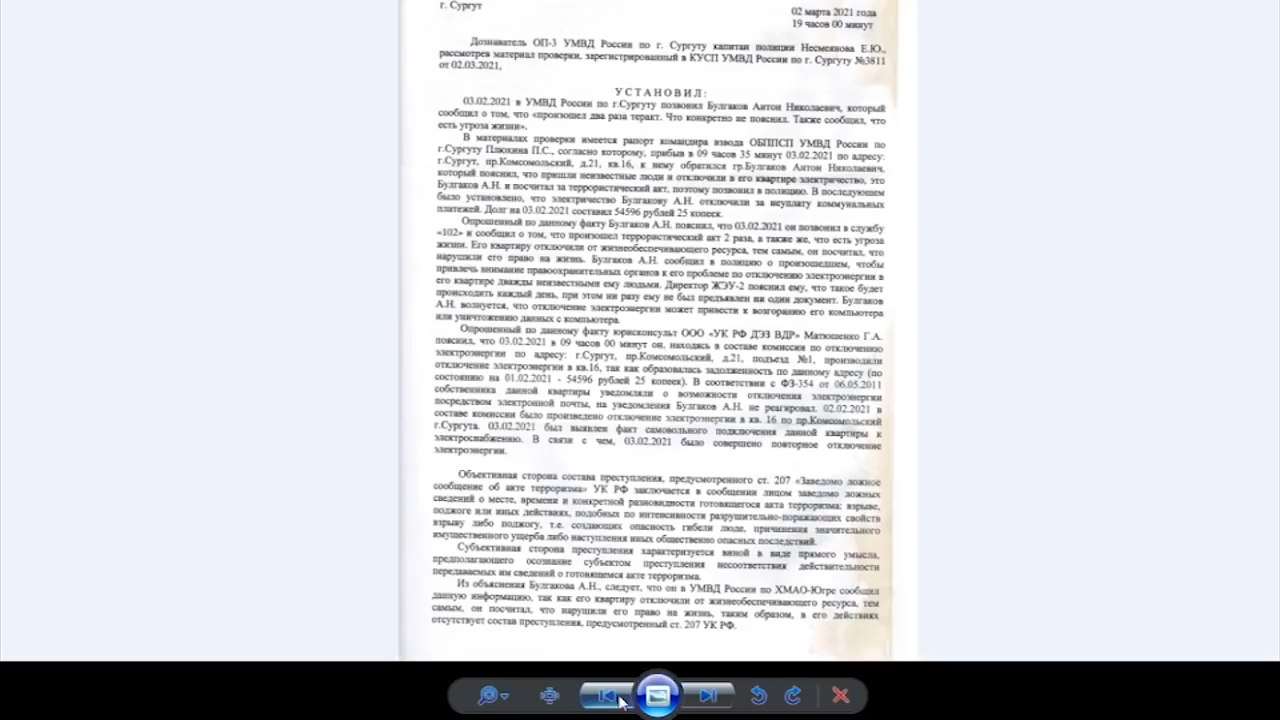 г. Сургут
02 марта 2021 года
19 часов 00 минут
Дознаватель ОП-3 УМВД России по г. Сургуту капитан полиции Несмеянова Е.Ю.,
рассмотрев материал проверки, зарегистрированный в КУСП УМВД России по г. Сургуту №3811
от 02.03.2021,
УСТАНОВИЛ:
03.02.2021 в УМВД России по г.Сургуту позвонил Булгаков Антон Николаевич, который
сообщил о том, что «произошел два раза теракт. Что конкретно не пояснил. Также сообщил, что
есть угроза жизни».
В материалах проверки имеется рапорт командира взвода ОБППСП УМВД России по
г.Сургуту Плюхина П.С., согласно которому, прибыв в 09 часов 35 минут 03.02.2021 по адресу:
г.Сургут, пр.Комсомольский, д.21, кв.16, к нему обратился гр.Булгаков Антон Николаевич,
который пояснил, что пришли неизвестные люди и отключили в его квартире электричество, это
Булгаков А.Н. и посчитал за террористический акт, поэтому позвонил в полицию. В последующем
было установлено, что электричество Булгакову А.Н. отключили за неуплату коммунальных
платежей. Долг на 03.02.2021 составил 54596 рублей 25 копеек.
Опрошенный по данному факту Булгаков А.Н. пояснил, что 03.02.2021 он позвонил в службу
«102» и сообщил о том, что произошел террористический акт 2 раза, а также же, что есть угроза
жизни. Его квартиру отключили от жизнеобеспечивающего ресурса, тем самым, он посчитал, что
нарушили его право на жизнь. Булгаков А.Н. сообщил в полицию о произошедшем, чтобы
привлечь внимание правоохранительных органов к его проблеме по отключению электроэнергии в
его квартире дважды неизвестными ему людьми. Директор ЖЭУ-2 пояснил ему, что такое будет
происходить каждый день, при этом ни разу ему не был предъявлен ни один документ. Булгаков
А.Н. волнуется, что отключение электроэнергии может привести к возгоранию его компьютера
или уничтожению данных с компьютера.
Опрошенный по данному факту юрисконсульт ООО «УК РФ ДЭЗ ВДР» Матюшенко Г.А.
пояснил, что 03.02.2021 в 09 часов 00 минут он, находясь в составе комиссии по отключению
электроэнергии по адресу: г.Сургут, пр.Комсомольский, д.21, подъезд №1, производили
отключение электроэнергии в кв.16, так как образовалась задолженность по данному адресу (по
состоянию на 01.02.2021 - 54596 рублей 25 копеек). В соответствии с ФЗ-354 от 06.05.2011
собственника данной квартиры уведомляли о возможности отключения электроэнергии
посредством электронной почты, на уведомления Булгаков А.Н. не реагировал. 02.02.2021 в
составе комиссии было произведено отключение электроэнергии в кв. 16 по пр.Комсомольский
г.Сургута. 03.02.2021 был выявлен факт самовольного подключения данной квартиры к
электроснабжению. В связи с чем, 03.02.2021 было совершено повторное отключение
электроэнергии.
Объективная сторона состава преступления, предусмотренного ст. 207 «Заведомо ложное
сообщение об акте терроризма» УК РФ заключается в сообщении лицом заведомо ложных
сведений о месте, времени и конкретной разновидности готовящегося акта терроризма: взрыве,
поджоге или иных действиях, подобных по интенсивности разрушительно-поражающих свойств
взрыву либо поджогу, т.е. создающих опасность гибели люде, причинения значительного
имущественного ущерба либо наступления иных общественно опасных последствий.
Субъективная сторона преступления характеризуется виной в виде прямого умысла,
предполагающего осознание субъектом преступления несоответствия действительности
передаваемых им сведений о готовящемся акте терроризма.
Из объяснения Булгакова А.Н., следует, что он в УМВД России по ХМАО-Югре сообщил
данную информацию, так как его квартиру отключили от жизнеобеспечивающего ресурса, тем
самым, он посчитал, что нарушили его право на жизнь, таким образом, в его действиях
отсутствует состав преступления, предусмотренный ст. 207 УК РФ.